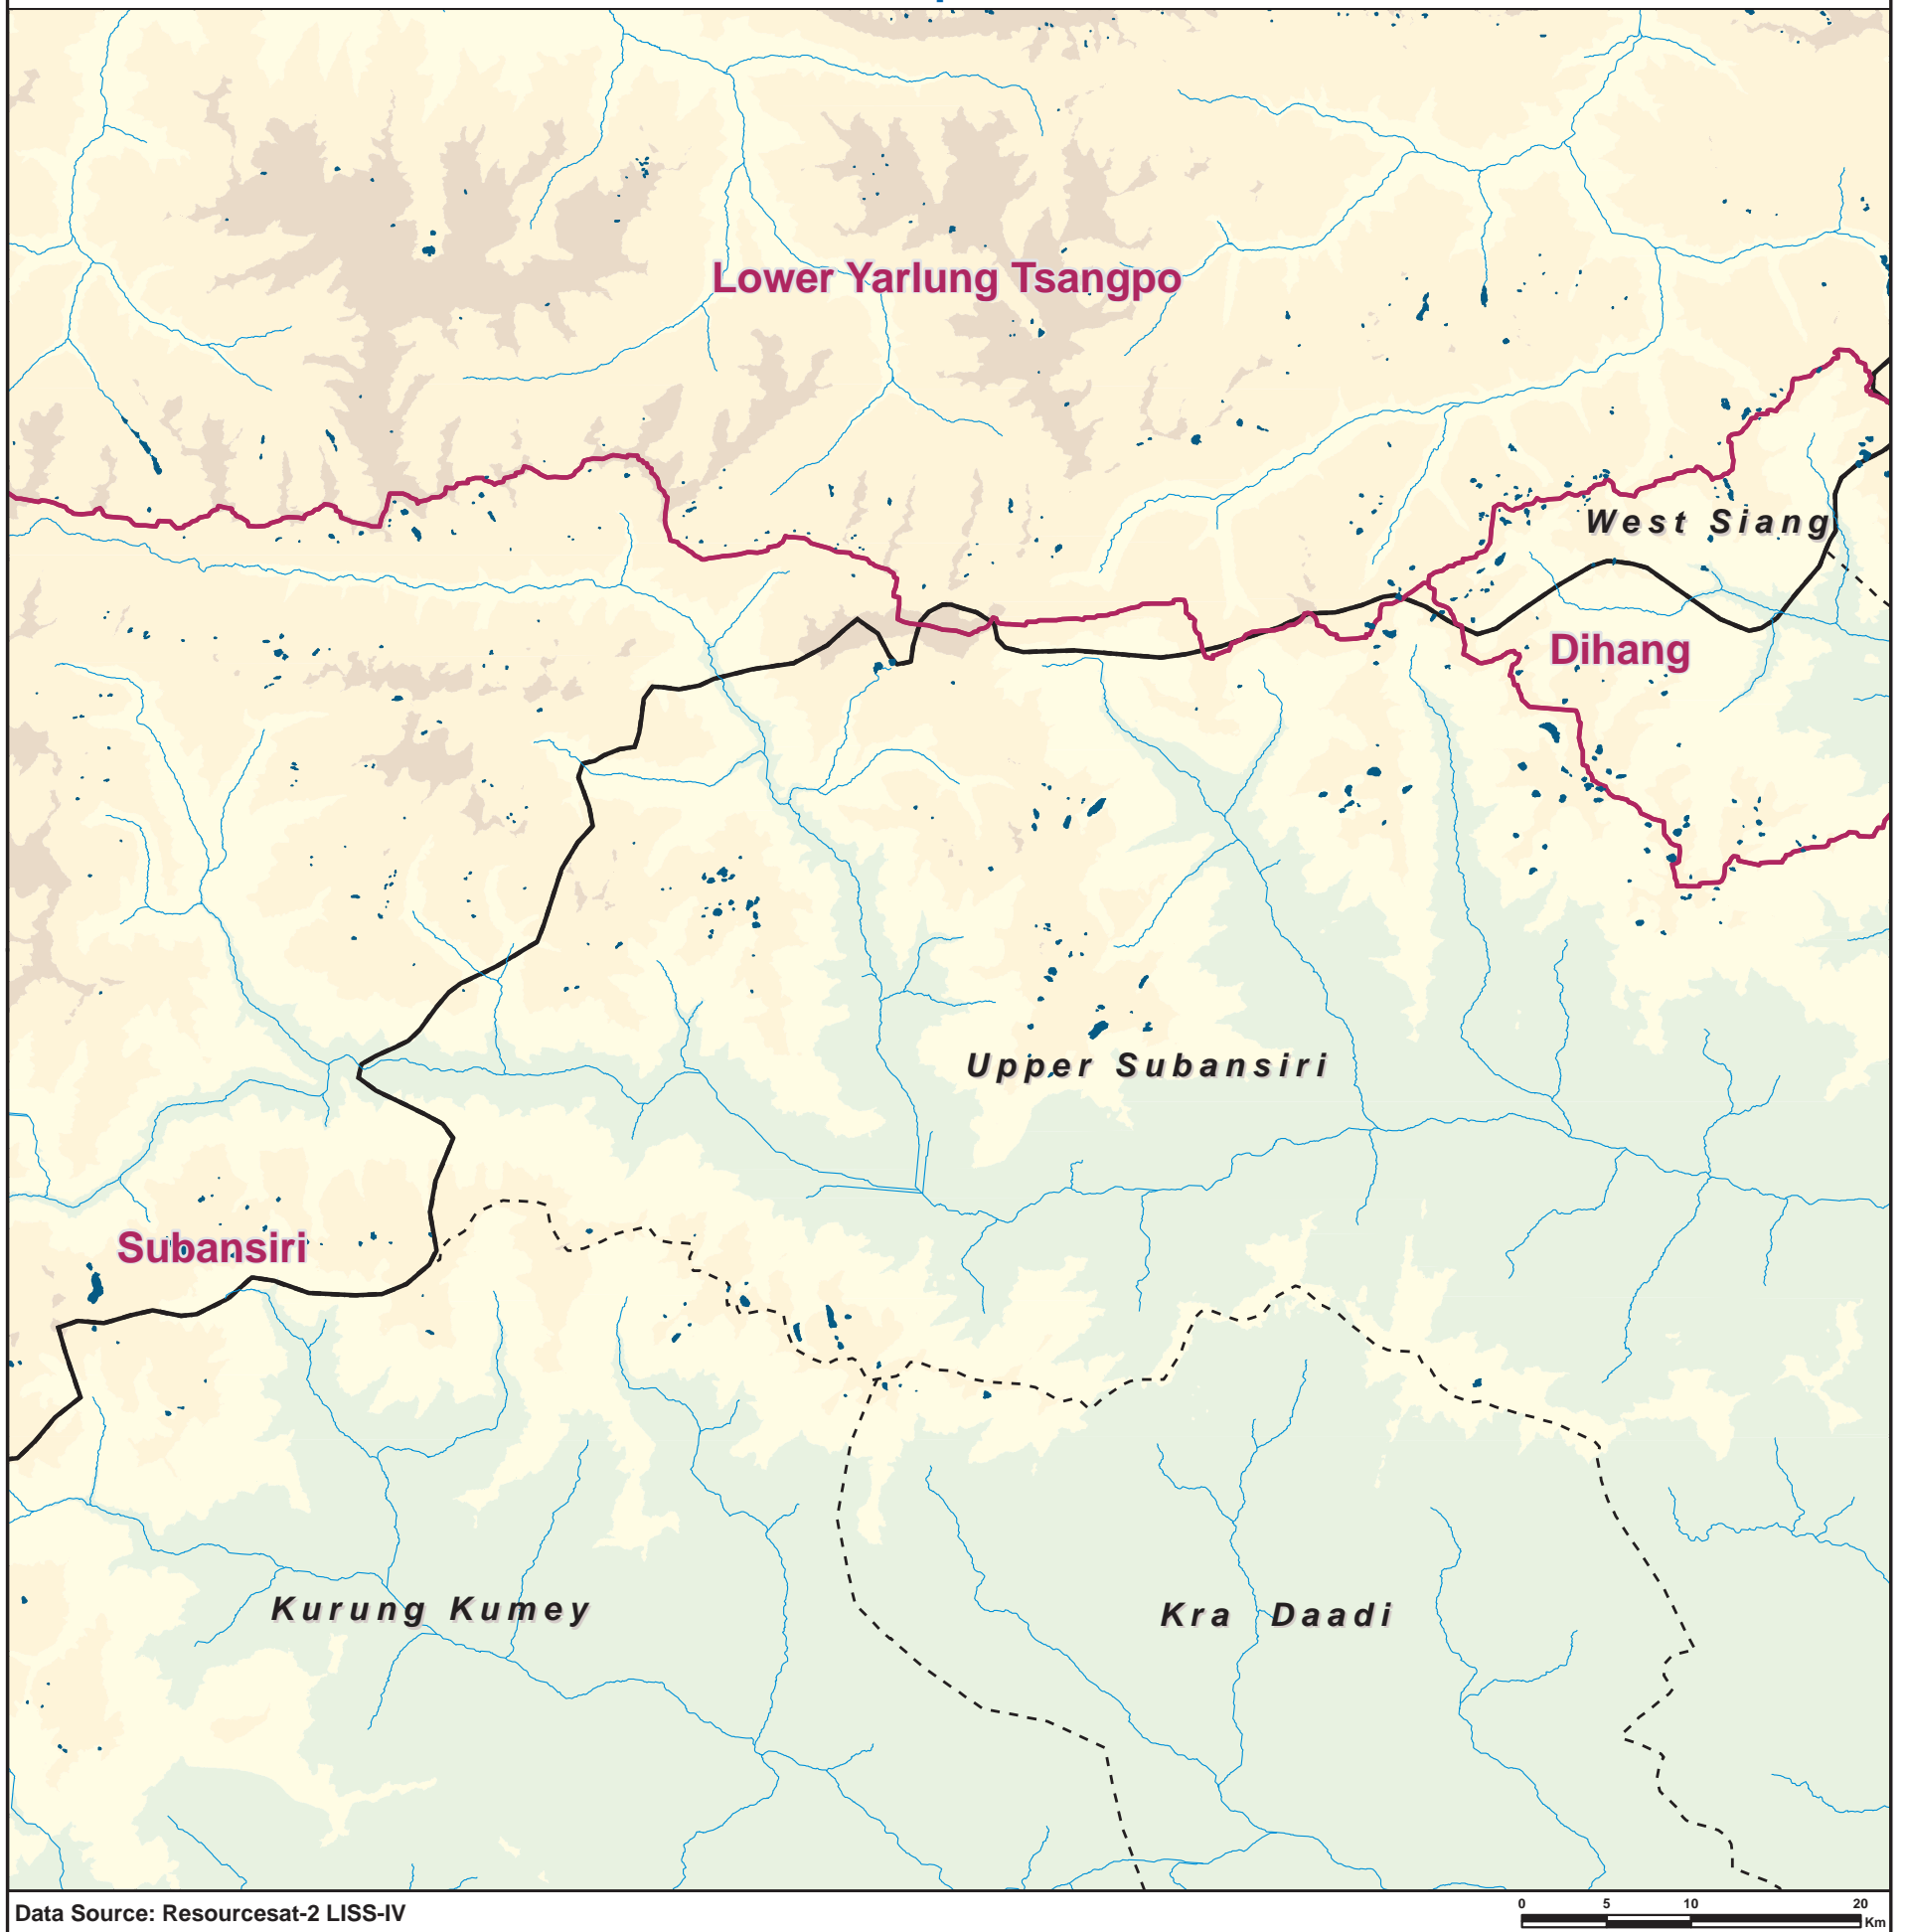 Lower Yarlung Tsangpo
West Siang
Dihang
Upper Subansiri
Subansiri
Kurung Kumey
Kra Daadi
Data Source: Resourcesat-2 LISS-IV
0 5 10 20
Km